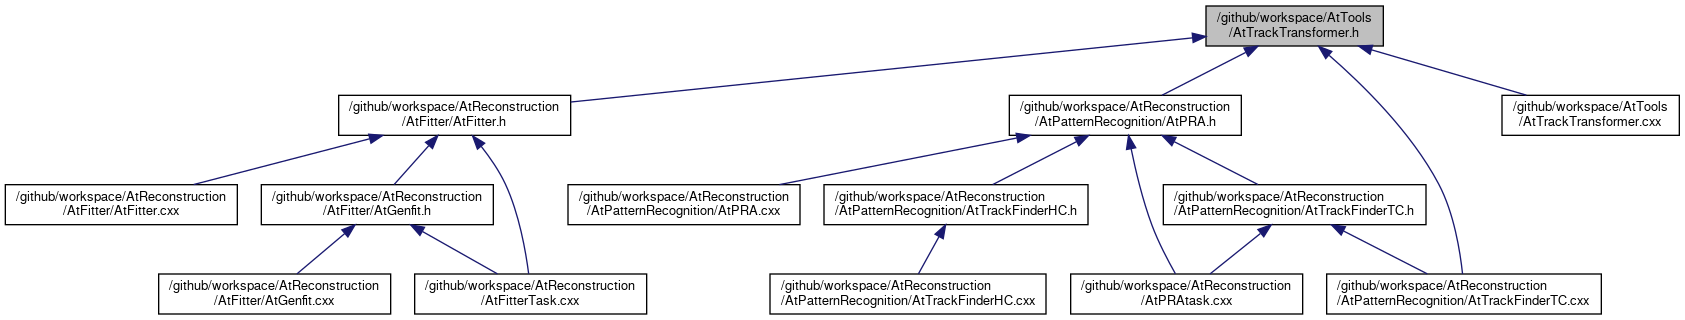 /github/workspace/AtTools
/AtTrackTransformer.h
/github/workspace/AtReconstruction
/AtFitter/AtFitter.h
/github/workspace/AtReconstruction
/AtPatternRecognition/AtPRA.h
/github/workspace/AtTools
/AtTrackTransformer.cxx
/github/workspace/AtReconstruction
/AtFitter/AtFitter.cxx
/github/workspace/AtReconstruction
/AtFitter/AtGenfit.h
/github/workspace/AtReconstruction
/AtPatternRecognition/AtPRA.cxx
/github/workspace/AtReconstruction
/AtPatternRecognition/AtTrackFinderHC.h
/github/workspace/AtReconstruction
/AtPatternRecognition/AtTrackFinderTC.h
/github/workspace/AtReconstruction
/AtFitter/AtGenfit.cxx
/github/workspace/AtReconstruction
/AtFitterTask.cxx
/github/workspace/AtReconstruction
/AtPatternRecognition/AtTrackFinderHC.cxx
/github/workspace/AtReconstruction
/AtPRAtask.cxx
/github/workspace/AtReconstruction
/AtPatternRecognition/AtTrackFinderTC.cxx